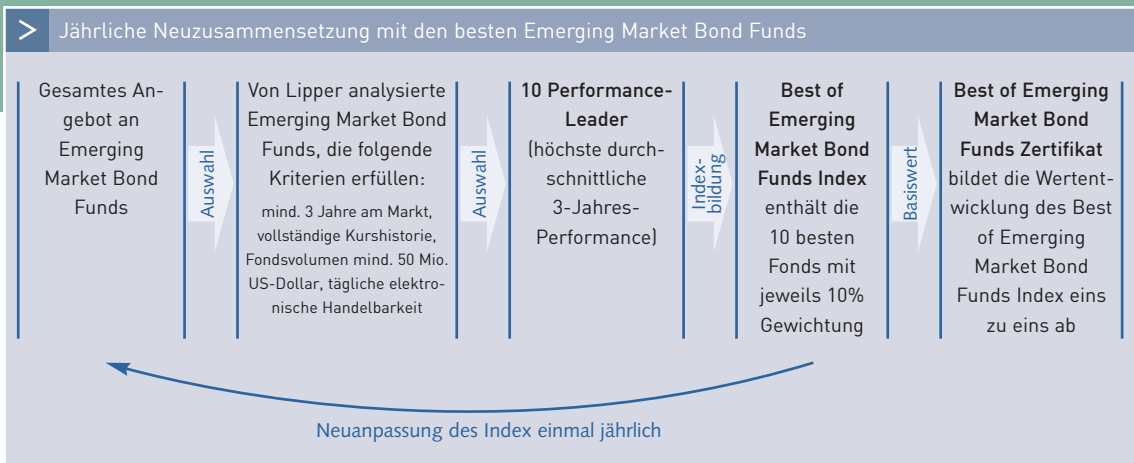 > Jährliche Neuzusammensetzung mit den besten Emerging Market Bond Funds
Gesamtes An-
gebot an
Emerging
Market Bond
Funds
Auswahl
Von Lipper analysierte
Emerging Market Bond
Funds, die folgende
Kriterien erfüllen:
mind. 3 Jahre am Markt,
vollständige Kurshistorie,
Fondsvolumen mind. 50 Mio.
US-Dollar, tägliche elektro-
nische Handelbarkeit
Auswahl
10 Performance-
Leader
(höchste durch-
schnittliche
3-Jahres-
Performance)
Index-
bildung
Best of
Emerging
Market Bond
Funds Index
enthält die
10 besten
Fonds mit
jeweils 10%
Gewichtung
Basiswert
Best of Emerging
Market Bond
Funds Zertifikat
bildet die Wertent-
wicklung des Best
of Emerging
Market Bond
Funds Index eins
zu eins ab
Neuanpassung des Index einmal jährlich